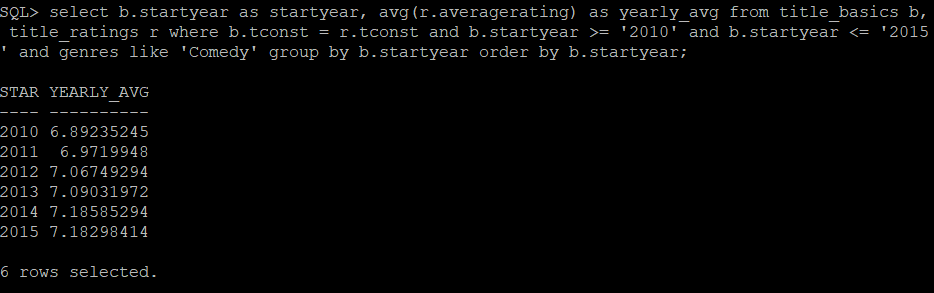 SQL> select b.startyear as startyear, avg(r.averagerating) as yearly_avg from title_basics b,
 title_ratings r where b.tconst = r.tconst and b.startyear >= '2010' and b.startyear <= '2015
' and genres like 'Comedy' group by b.startyear order by b.startyear;

STAR YEARLY_AVG
---- ----------
2010 6.89235245
2011  6.9719948
2012 7.06749294
2013 7.09031972
2014 7.18585294
2015 7.18298414

6 rows selected.